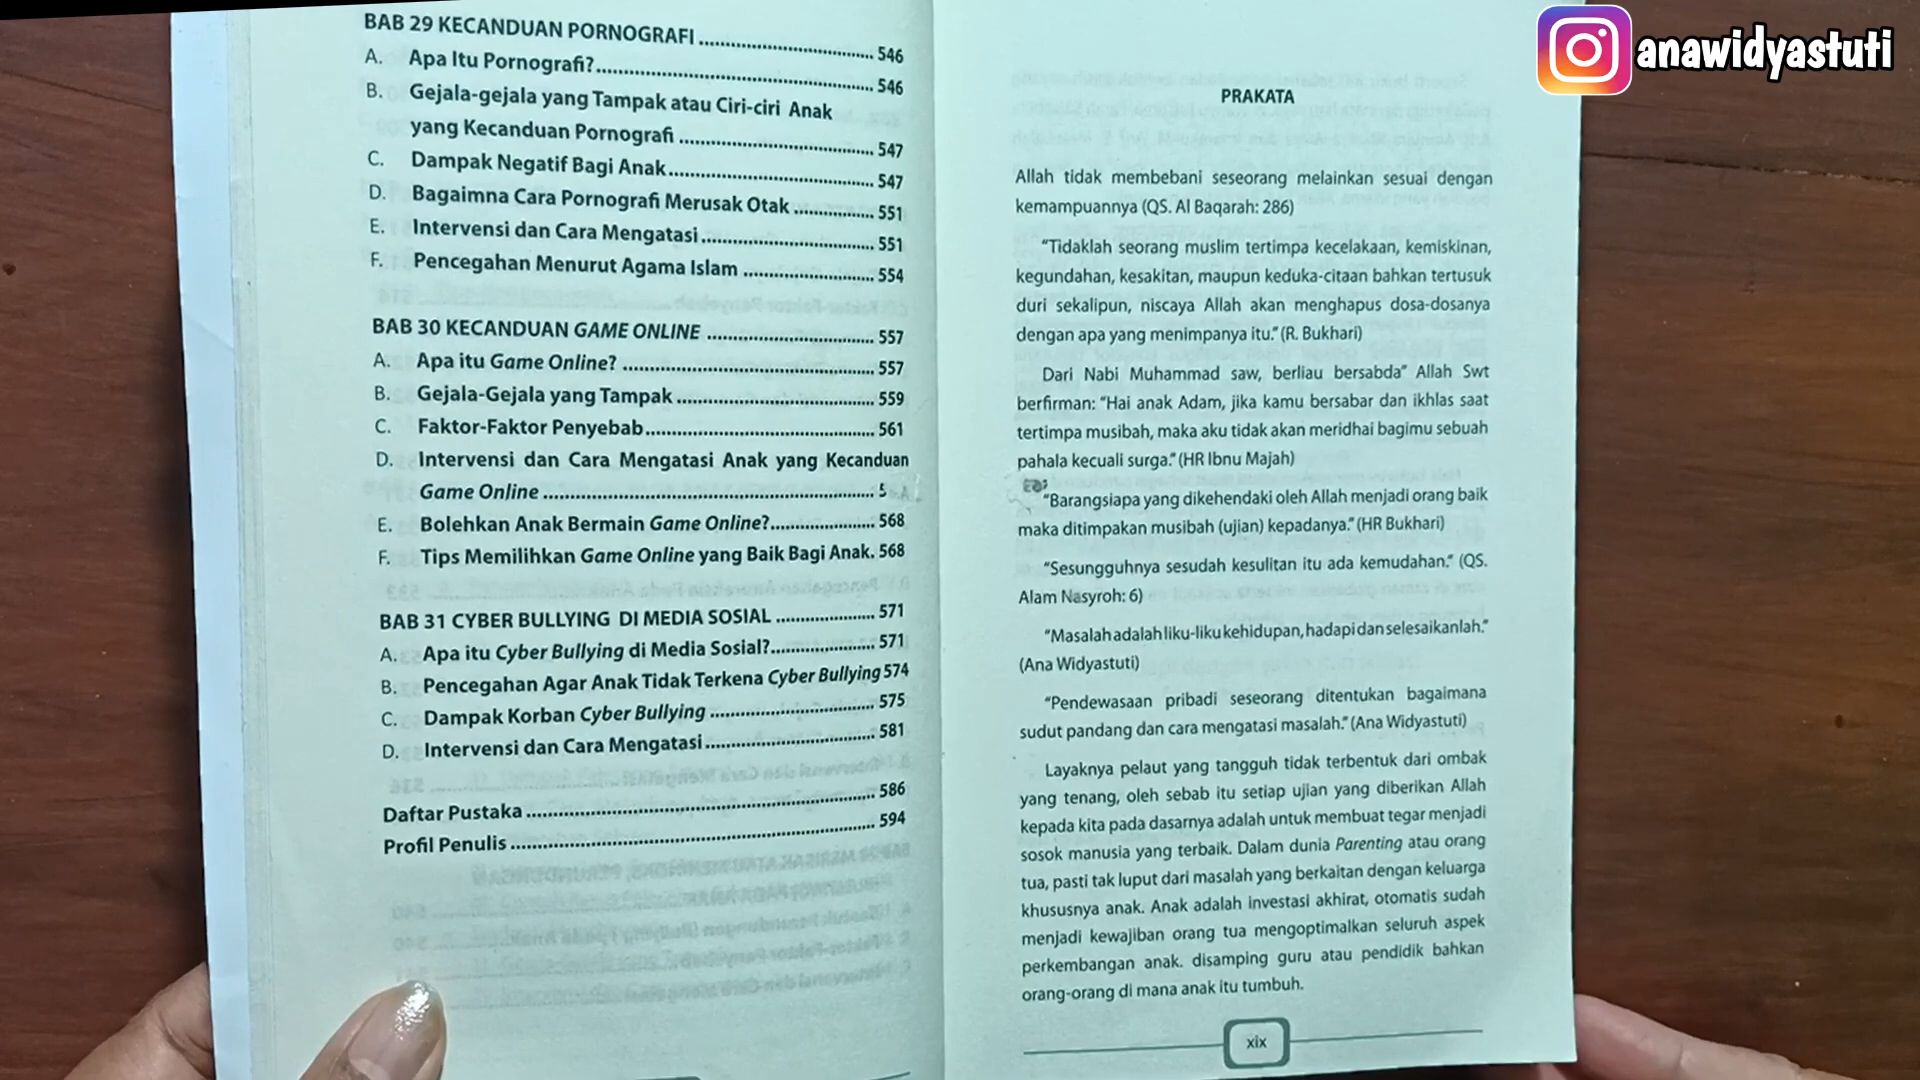 BAB 29 KECANDUAN PORNOGRAFI ........................ 546
A. Apa Itu Pornografi? ........................ 546
B. Gejala-gejala yang Tampak atau Ciri-ciri Anak
yang Kecanduan Pornografi ........................ 547
C. Dampak Negatif Bagi Anak ........................ 547
D. Bagaimna Cara Pornografi Merusak Otak ................ 551
E. Intervensi dan Cara Mengatasi ........................ 551
F. Pencegahan Menurut Agama Islam ........................ 554
BAB 30 KECANDUAN GAME ONLINE ........................ 557
A. Apa itu Game Online? ........................ 557
B. Gejala-Gejala yang Tampak ........................ 559
C. Faktor-Faktor Penyebab ........................ 561
D. Intervensi dan Cara Mengatasi Anak yang Kecanduan
Game Online ........................ 5
E. Bolehkan Anak Bermain Game Online? .................... 568
F. Tips Memilihkan Game Online yang Baik Bagi Anak. 568
BAB 31 CYBER BULLYING DI MEDIA SOSIAL .................... 571
A. Apa itu Cyber Bullying di Media Sosial? .................... 571
B. Pencegahan Agar Anak Tidak Terkena Cyber Bullying 574
C. Dampak Korban Cyber Bullying ........................ 575
D. Intervensi dan Cara Mengatasi ........................ 581
Daftar Pustaka ........................ 586
Profil Penulis ........................ 594
anawidyastuti
PRAKATA
Allah tidak membebani seseorang melainkan sesuai dengan
kemampuannya (QS. Al Baqarah: 286)
"Tidaklah seorang muslim tertimpa kecelakaan, kemiskinan,
kegundahan, kesakitan, maupun keduka-citaan bahkan tertusuk
duri sekalipun, niscaya Allah akan menghapus dosa-dosanya
dengan apa yang menimpanya itu." (R. Bukhari)
Dari Nabi Muhammad saw, berliau bersabda" Allah Swt
berfirman: "Hai anak Adam, jika kamu bersabar dan ikhlas saat
tertimpa musibah, maka aku tidak akan meridhai bagimu sebuah
pahala kecuali surga." (HR Ibnu Majah)
"Barangsiapa yang dikehendaki oleh Allah menjadi orang baik
maka ditimpakan musibah (ujian) kepadanya." (HR Bukhari)
"Sesungguhnya sesudah kesulitan itu ada kemudahan." (QS.
Alam Nasyroh: 6)
"Masalah adalah liku-liku kehidupan, hadapi dan selesaikanlah."
(Ana Widyastuti)
"Pendewasaan pribadi seseorang ditentukan bagaimana
sudut pandang dan cara mengatasi masalah." (Ana Widyastuti)
Layaknya pelaut yang tangguh tidak terbentuk dari ombak
yang tenang, oleh sebab itu setiap ujian yang diberikan Allah
kepada kita pada dasarnya adalah untuk membuat tegar menjadi
sosok manusia yang terbaik. Dalam dunia Parenting atau orang
tua, pasti tak luput dari masalah yang berkaitan dengan keluarga
khususnya anak. Anak adalah investasi akhirat, otomatis sudah
menjadi kewajiban orang tua mengoptimalkan seluruh aspek
perkembangan anak. disamping guru atau pendidik bahkan
orang-orang di mana anak itu tumbuh.
xix